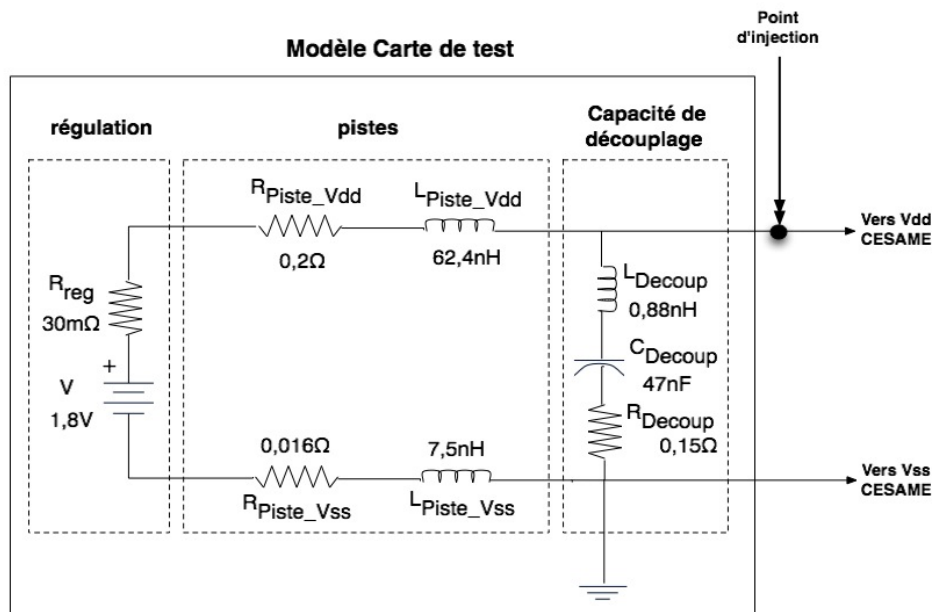 Point
d'injection
Modèle Carte de test
régulation
pistes
Capacité de
découplage
RPiste_Vdd
0,2Ω
LPiste_Vdd
62,4nH
Vers Vdd
CESAME
Rreg
30mΩ
LDecoup
0,88nH
+
V
1,8V
CDecoup
47nF
RDecoup
0,15Ω
0,016Ω
RPiste_Vss
7,5nH
LPiste_Vss
Vers Vss
CESAME